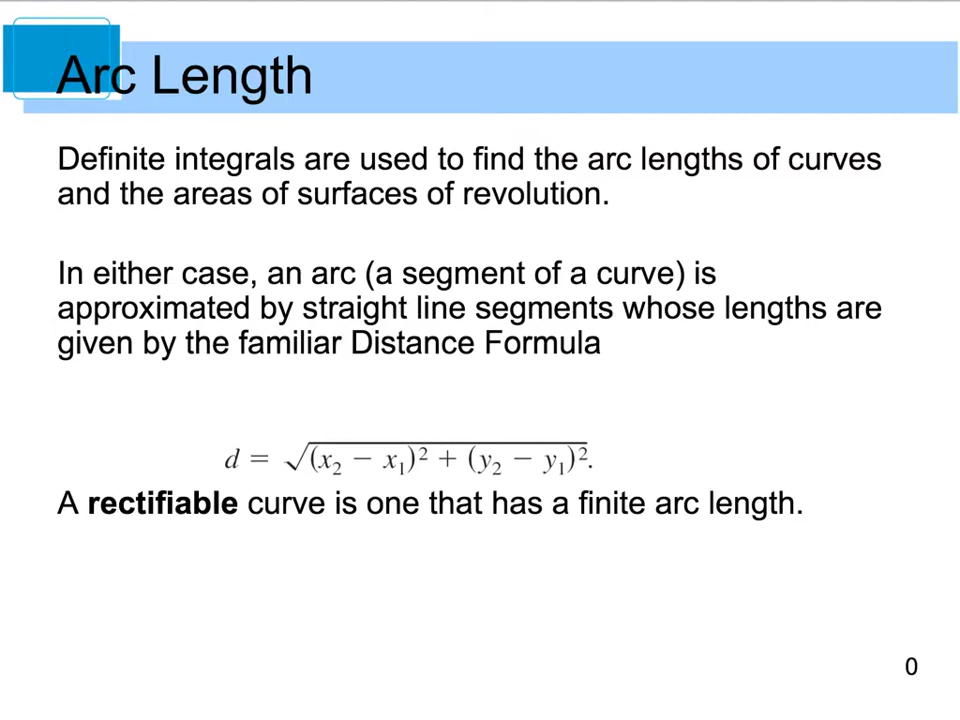 Arc Length
Definite integrals are used to find the arc lengths of curves
and the areas of surfaces of revolution.
In either case, an arc (a segment of a curve) is
approximated by straight line segments whose lengths are
given by the familiar Distance Formula
d = √(x₂ − x₁)² + (y₂ − y₁)².
A rectifiable curve is one that has a finite arc length.
0